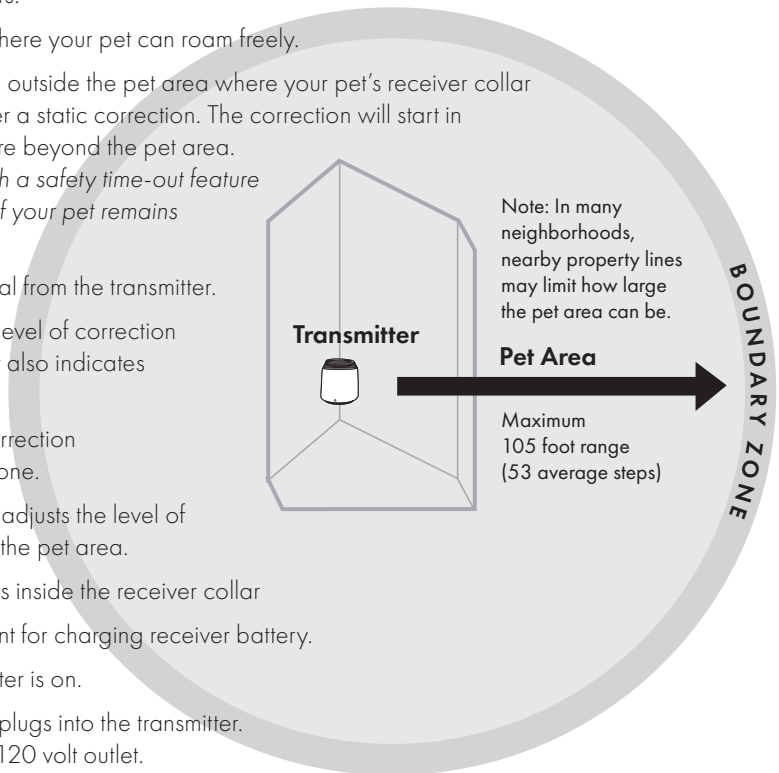 here your pet can roam freely.
outside the pet area where your pet's receiver collar
a static correction. The correction will start in
beyond the pet area.
a safety time-out feature
your pet remains
from the transmitter.
evel of correction
also indicates
rrection
one.
adjusts the level of
the pet area.
s inside the receiver collar
nt for charging receiver battery.
ter is on.
plugs into the transmitter.
120 volt outlet.
Transmitter
Note: In many
neighborhoods,
nearby property lines
may limit how large
the pet area can be.
Pet Area
Maximum
105 foot range
(53 average steps)
BOUNDARY ZONE